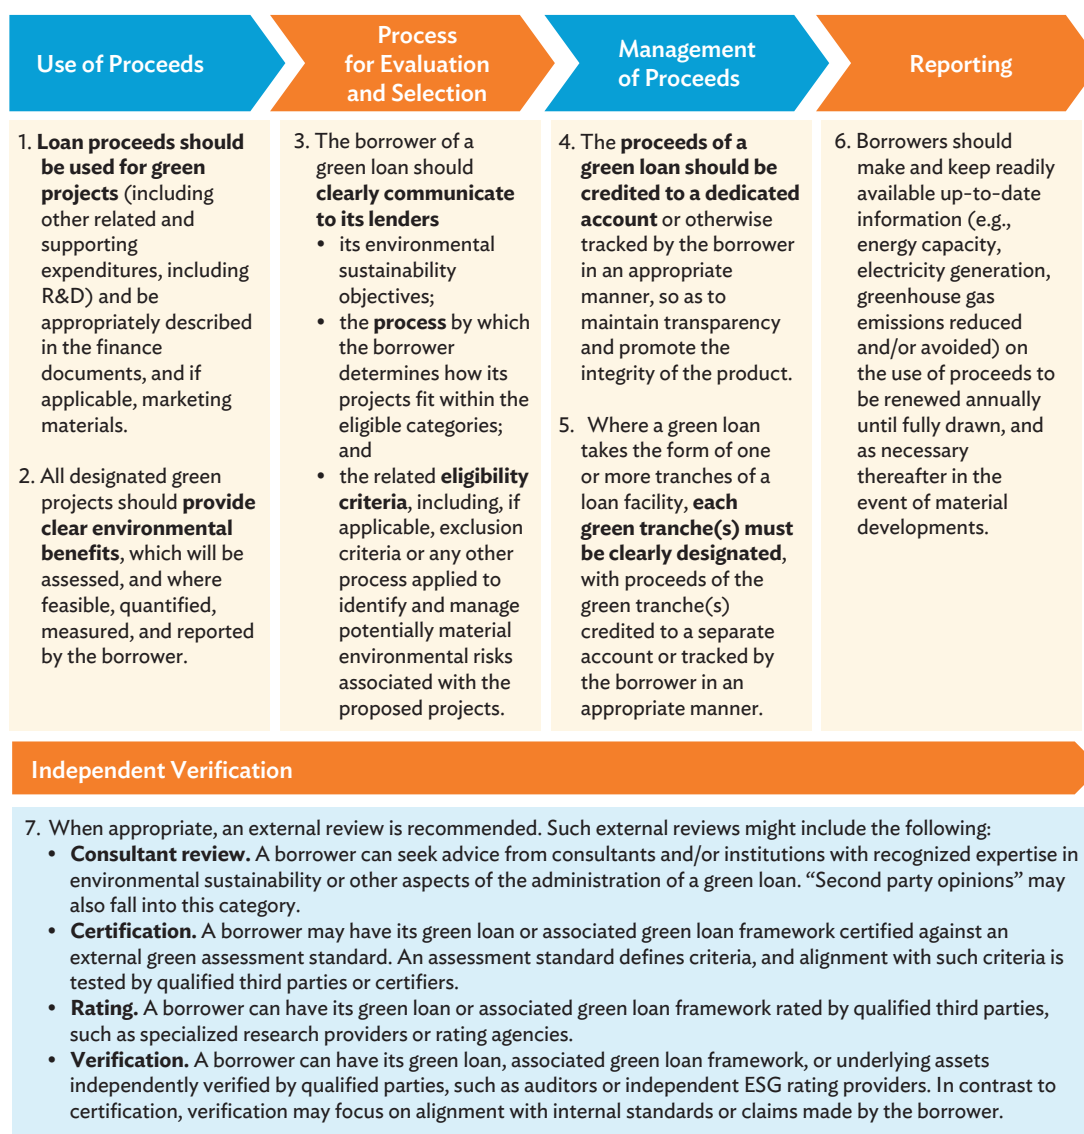 Use of Proceeds
Process
for Evaluation
and Selection
Management
of Proceeds
Reporting
1. Loan proceeds should
be used for green
projects (including
other related and
supporting
expenditures, including
R&D) and be
appropriately described
in the finance
documents, and if
applicable, marketing
materials.
2. All designated green
projects should provide
clear environmental
benefits, which will be
assessed, and where
feasible, quantified,
measured, and reported
by the borrower.
3. The borrower of a
green loan should
clearly communicate
to its lenders
• its environmental
sustainability
objectives;
• the process by which
the borrower
determines how its
projects fit within the
eligible categories;
and
• the related eligibility
criteria, including, if
applicable, exclusion
criteria or any other
process applied to
identify and manage
potentially material
environmental risks
associated with the
proposed projects.
4. The proceeds of a
green loan should be
credited to a dedicated
account or otherwise
tracked by the borrower
in an appropriate
manner, so as to
maintain transparency
and promote the
integrity of the product.
5. Where a green loan
takes the form of one
or more tranches of a
loan facility, each
green tranche(s) must
be clearly designated,
with proceeds of the
green tranche(s)
credited to a separate
account or tracked by
the borrower in an
appropriate manner.
6. Borrowers should
make and keep readily
available up-to-date
information (e.g.,
energy capacity,
electricity generation,
greenhouse gas
emissions reduced
and/or avoided) on
the use of proceeds to
be renewed annually
until fully drawn, and
as necessary
thereafter in the
event of material
developments.
Independent Verification
7. When appropriate, an external review is recommended. Such external reviews might include the following:
• Consultant review. A borrower can seek advice from consultants and/or institutions with recognized expertise in
environmental sustainability or other aspects of the administration of a green loan. “Second party opinions” may
also fall into this category.
• Certification. A borrower may have its green loan or associated green loan framework certified against an
external green assessment standard. An assessment standard defines criteria, and alignment with such criteria is
tested by qualified third parties or certifiers.
• Rating. A borrower can have its green loan or associated green loan framework rated by qualified third parties,
such as specialized research providers or rating agencies.
• Verification. A borrower can have its green loan, associated green loan framework, or underlying assets
independently verified by qualified parties, such as auditors or independent ESG rating providers. In contrast to
certification, verification may focus on alignment with internal standards or claims made by the borrower.